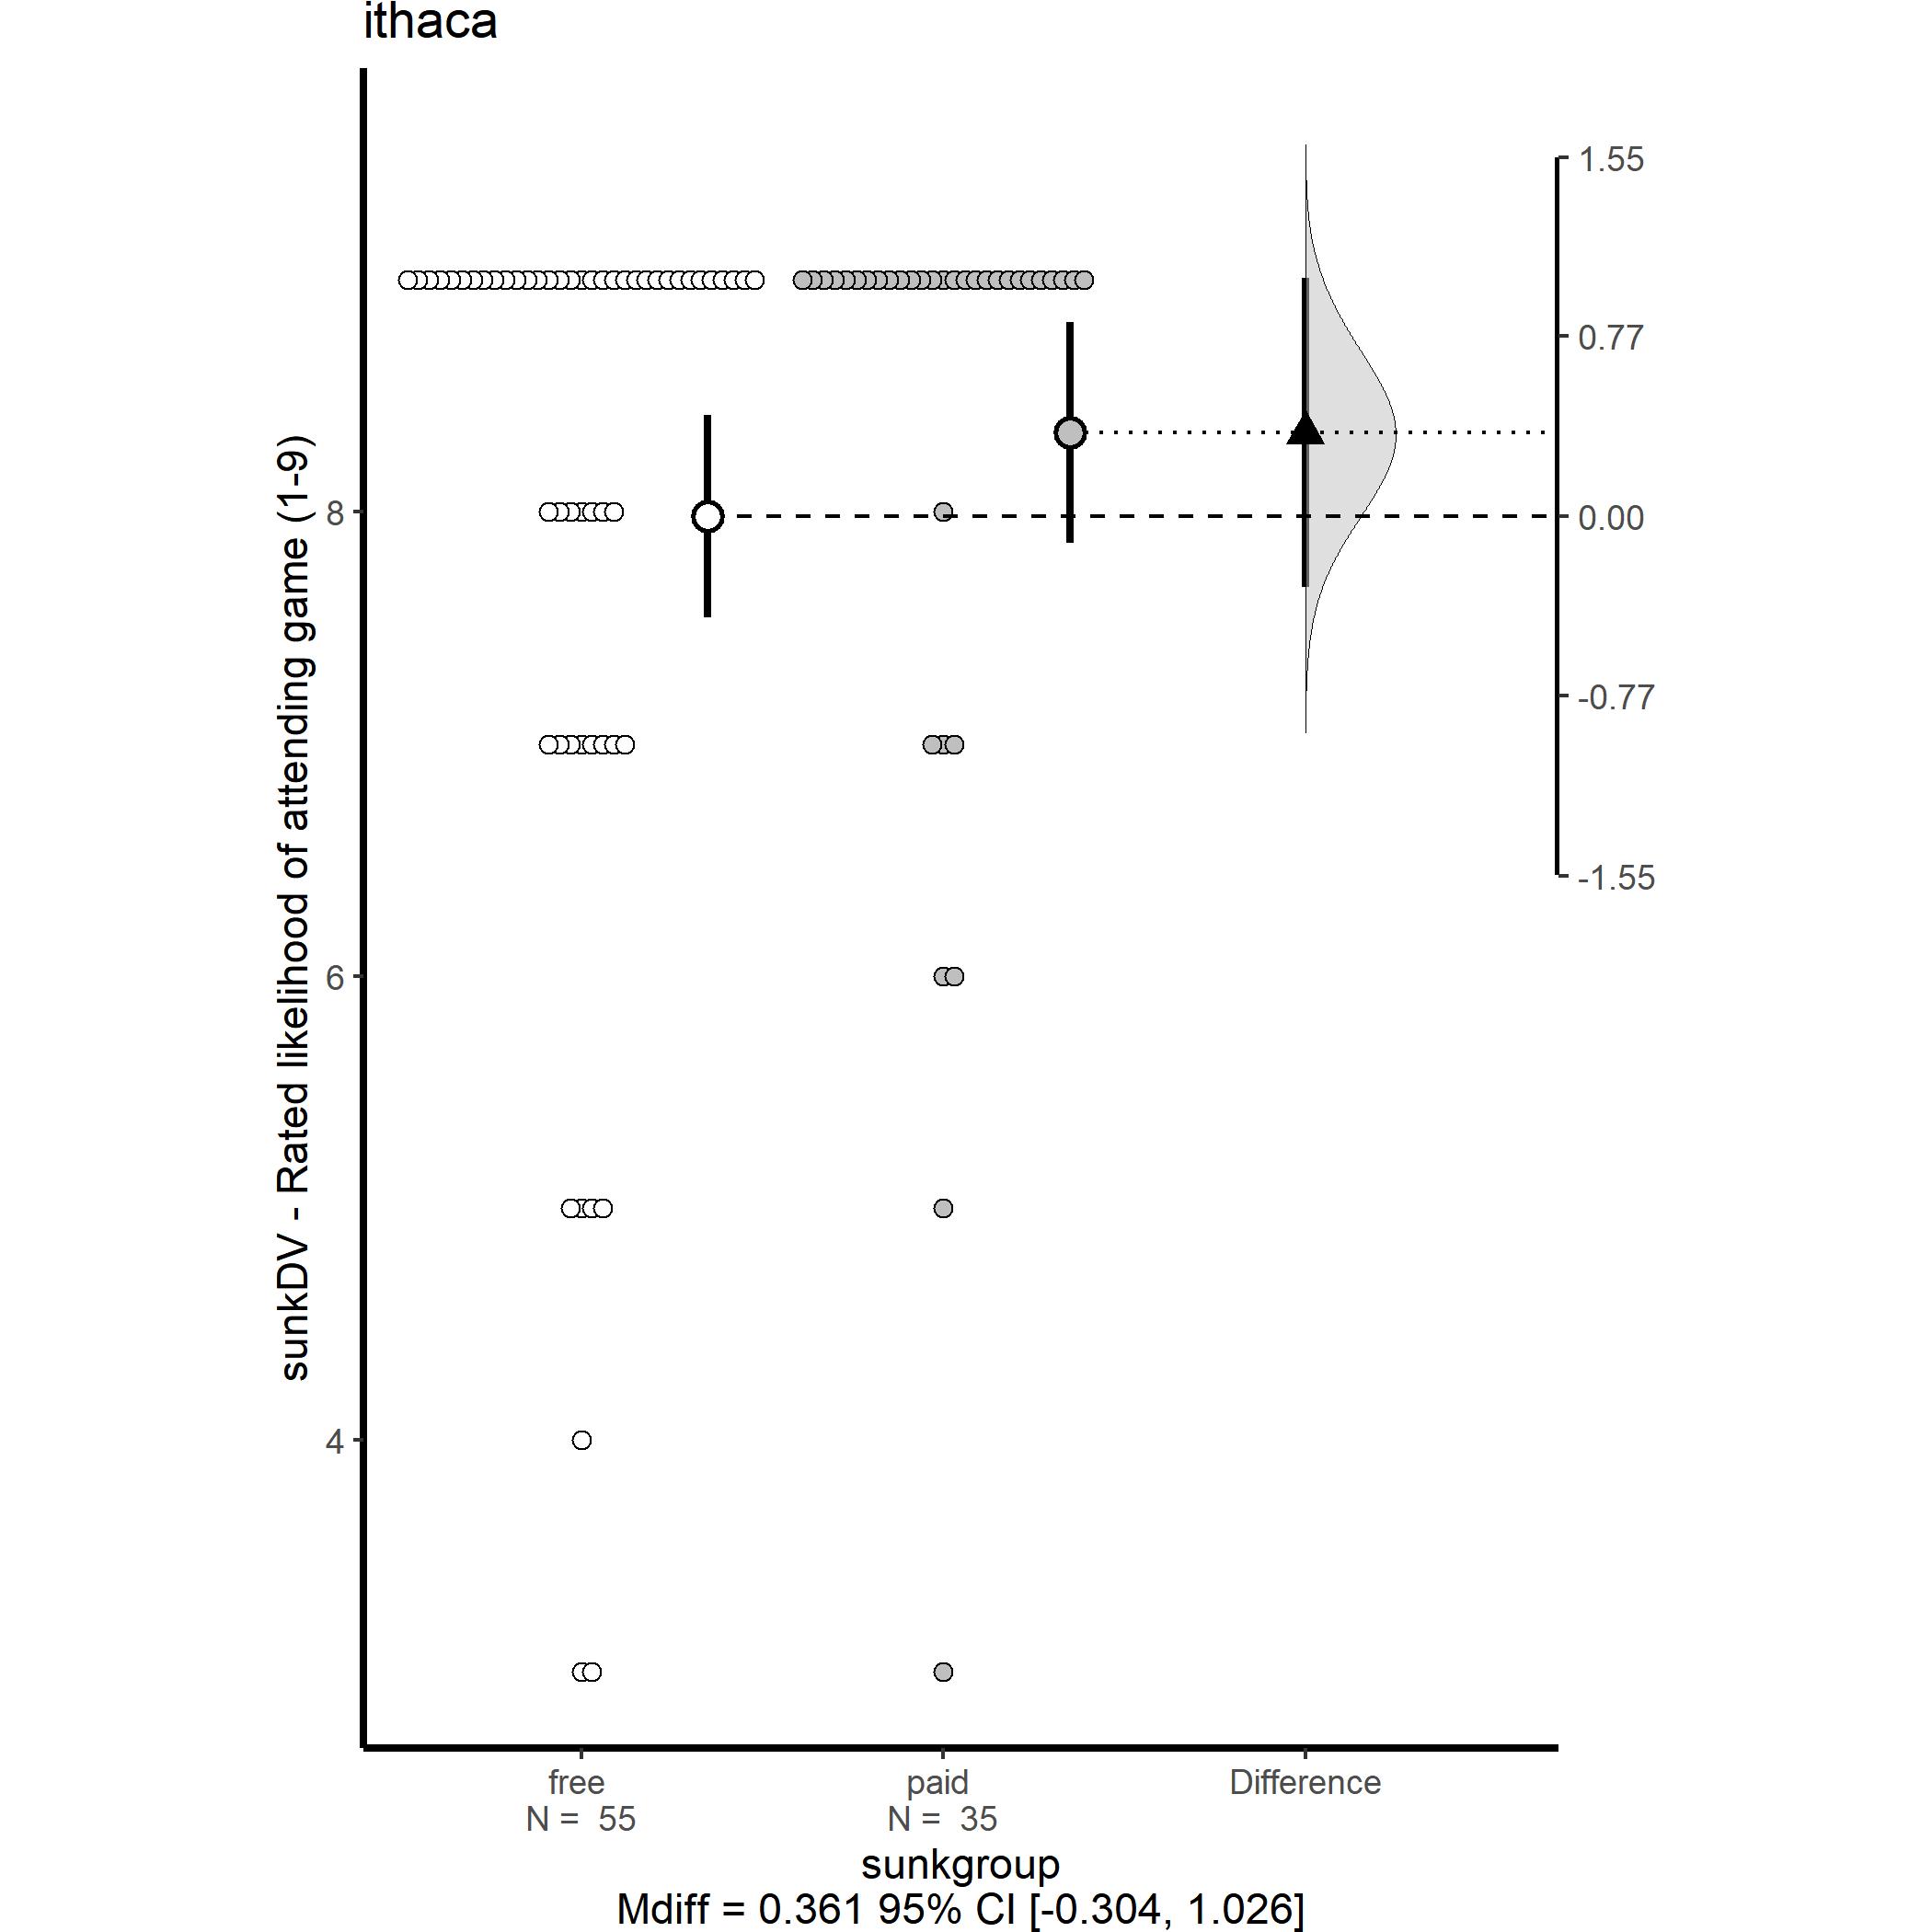 ithaca
sunkDV - Rated likelihood of attending game (1-9)
8
6
4
1.55
0.77
0.00
-0.77
-1.55
free
N =  55
paid
N =  35
Difference
sunkgroup
Mdiff = 0.361 95% CI [-0.304, 1.026]